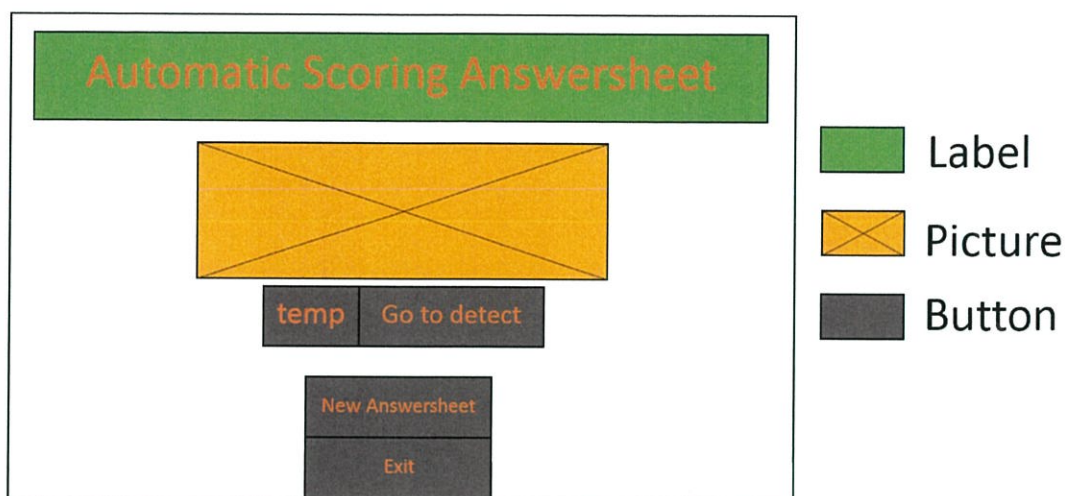 Automatic Scoring Answersheet
temp
Go to detect
New Answersheet
Exit
Label
Picture
Button